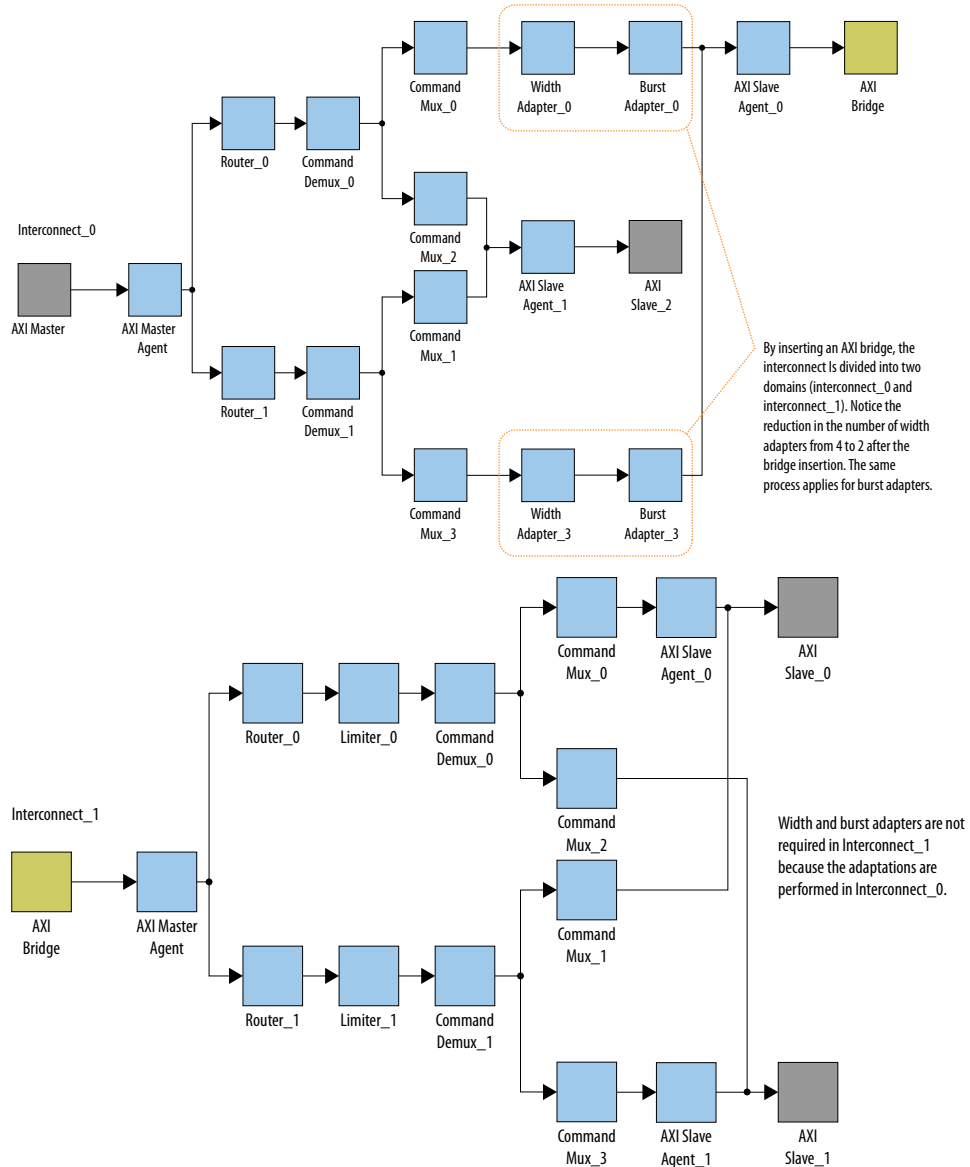 Command
Mux_0
Width
Adapter_0
Burst
Adapter_0
AXI Slave
Agent_0
AXI
Bridge
Router_0
Command
Demux_0
Interconnect_0
Command
Mux_2
AXI Slave
Agent_1
AXI
Slave_2
AXI Master
AXI Master
Agent
Command
Mux_1
Router_1
Command
Demux_1
By inserting an AXI bridge, the
interconnect Is divided into two
domains (interconnect_0 and
interconnect_1). Notice the
reduction in the number of width
adapters from 4 to 2 after the
bridge insertion. The same
process applies for burst adapters.
Command
Mux_3
Width
Adapter_3
Burst
Adapter_3
Command
Mux_0
AXI Slave
Agent_0
AXI
Slave_0
Router_0
Limiter_0
Command
Demux_0
Interconnect_1
Command
Mux_2
Width and burst adapters are not
required in Interconnect_1
because the adaptations are
performed in Interconnect_0.
AXI
Bridge
AXI Master
Agent
Command
Mux_1
Router_1
Limiter_1
Command
Demux_1
Command
Mux_3
AXI Slave
Agent_1
AXI
Slave_1